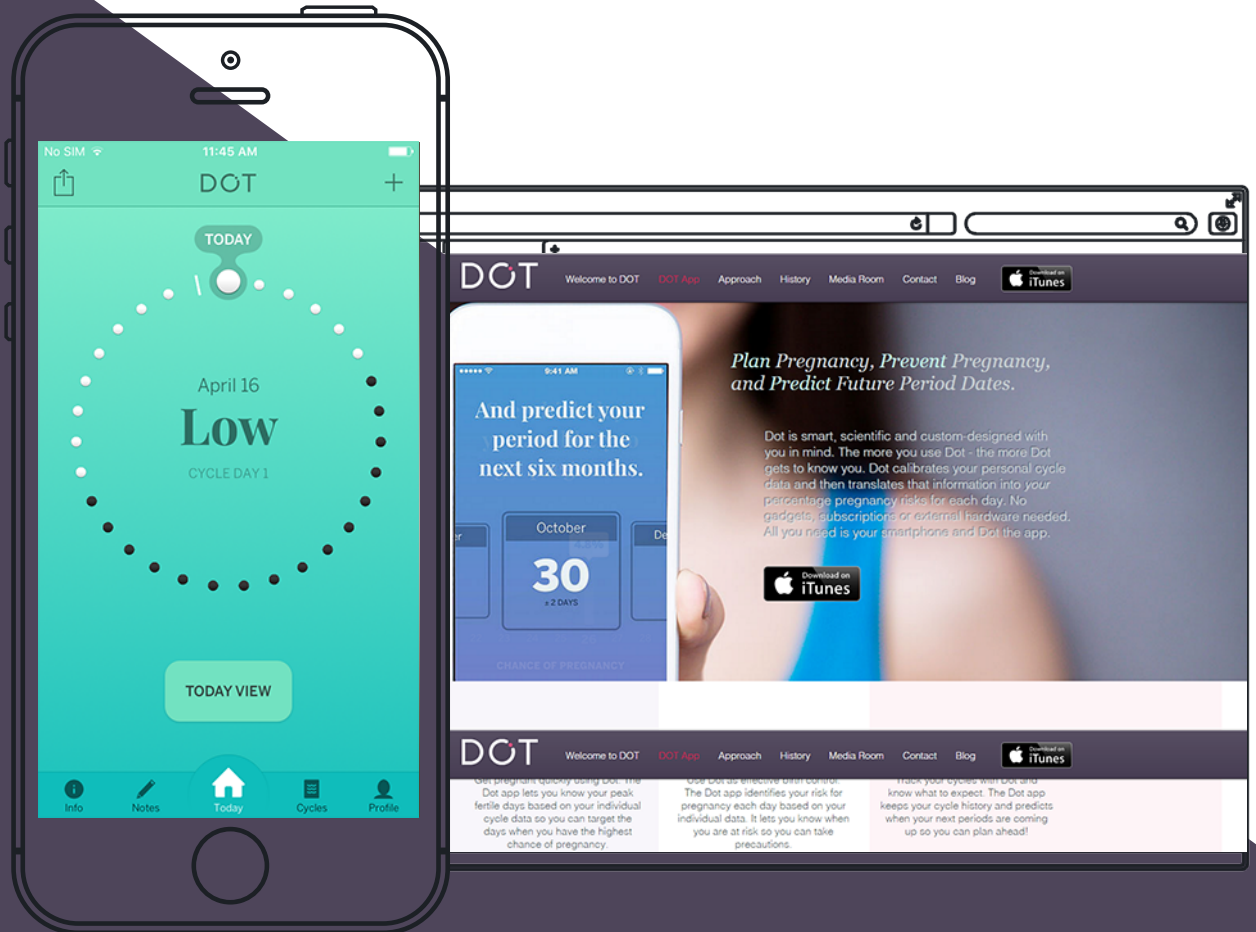 No SIM
11:45 AM
DOT
TODAY
April 16
Low
CYCLE DAY 1
TODAY VIEW
Info
Notes
Today
Cycles
Profile
DOT
Welcome to DOT
DOT App
Approach
History
Media Room
Contact
Blog
Download on
iTunes
9:41 AM
And predict your
period for the
next six months.
October
30
± 2 DAYS
De
CHANCE OF PREGNANCY
Plan Pregnancy, Prevent Pregnancy,
and Predict Future Period Dates.
Dot is smart, scientific and custom-designed with
you in mind. The more you use Dot - the more Dot
gets to know you. Dot calibrates your personal cycle
data and then translates that information into your
percentage pregnancy risks for each day. No
gadgets, subscriptions or external hardware needed.
All you need is your smartphone and Dot the app.
Download on
iTunes
DOT
Welcome to DOT
DOT App
Approach
History
Media Room
Contact
Blog
Download on
iTunes
Get pregnant quickly using Dot. The
Dot app lets you know your peak
fertile days based on your individual
cycle data so you can target the
days when you have the highest
chance of pregnancy.
Use Dot as effective birth control.
The Dot app identifies your risk for
pregnancy each day based on your
individual data. It lets you know when
you are at risk so you can take
precautions.
Track your cycles with Dot and
know what to expect. The Dot app
keeps your cycle history and predicts
when your next periods are coming
up so you can plan ahead!